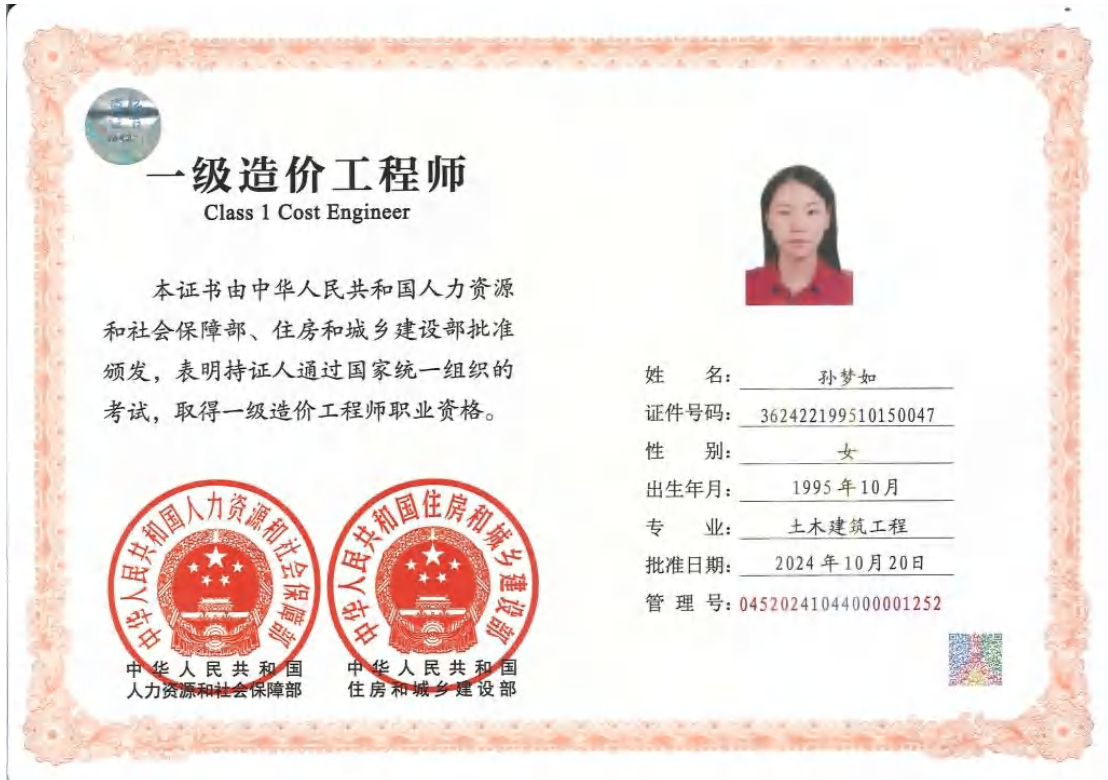 一级造价工程师
Class 1 Cost Engineer
本证书由中华人民共和国人力资源
和社会保障部、住房和城乡建设部批准
颁发，表明持证人通过国家统一组织的
考试，取得一级造价工程师职业资格。
中华人民共和国人力资源和社会保障部
中华人民共和国住房和城乡建设部
中华人民共和国
人力资源和社会保障部
中华人民共和国
住房和城乡建设部
姓 名：孙梦如
证件号码：362422199510150047
性 别：女
出生年月：1995年10月
专 业：土木建筑工程
批准日期：2024年10月20日
管 理 号：04520241044000001252